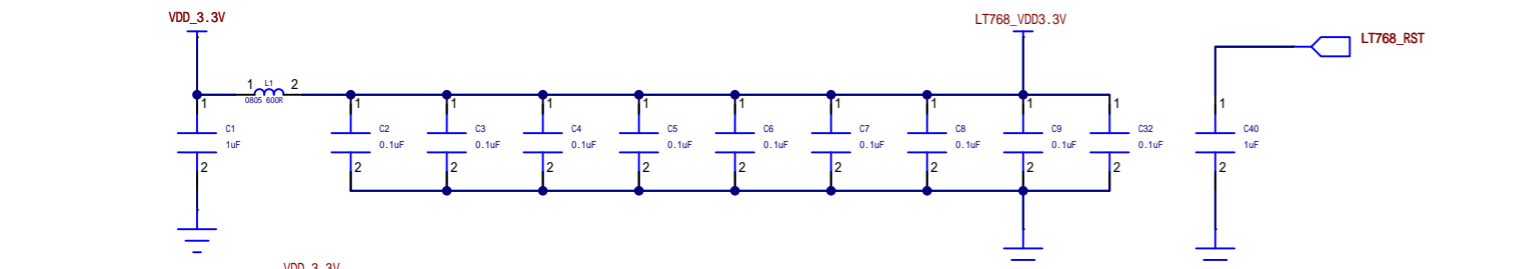 VDD_3.3V
LT768_VDD3.3V
LT768_RST
1 L1 2
0805 600R
1 1 1 1 1 1 1 1 1 1 1
C1 C2 C3 C4 C5 C6 C7 C8 C9 C32 C40
1uF 0.1uF 0.1uF 0.1uF 0.1uF 0.1uF 0.1uF 0.1uF 0.1uF 0.1uF 1uF
2 2 2 2 2 2 2 2 2 2 2
VDD_3.3V